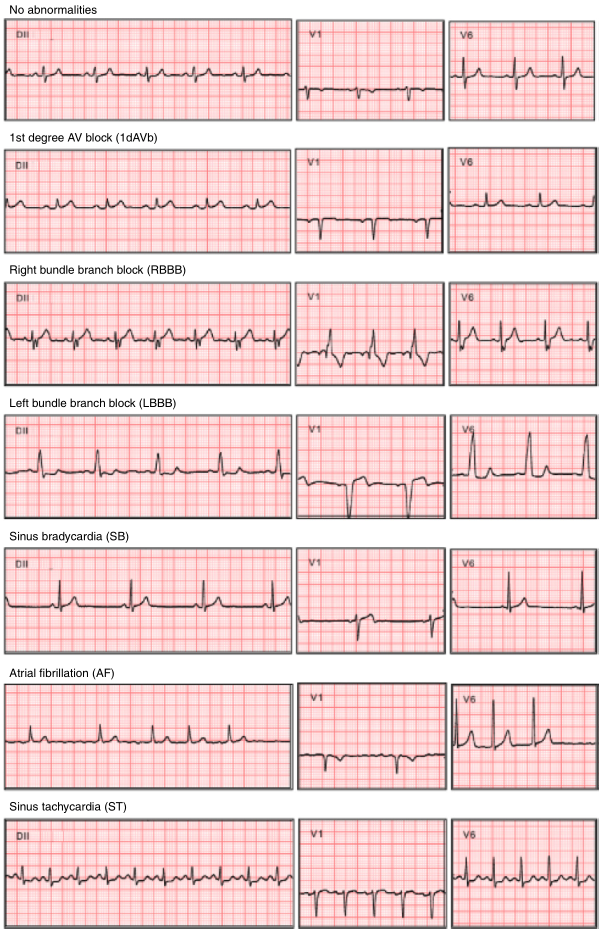 No abnormalities
DII V1 V6
1st degree AV block (1dAVb)
DII V1 V6
Right bundle branch block (RBBB)
DII V1 V6
Left bundle branch block (LBBB)
DII V1 V6
Sinus bradycardia (SB)
DII V1 V6
Atrial fibrillation (AF)
DII V1 V6
Sinus tachycardia (ST)
DII V1 V6